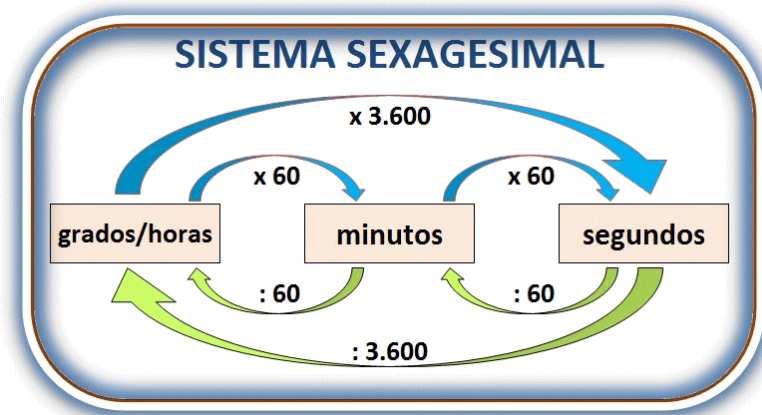 SISTEMA SEXAGESIMAL
x 3.600
x 60
x 60
grados/horas
minutos
segundos
: 60
: 60
: 3.600